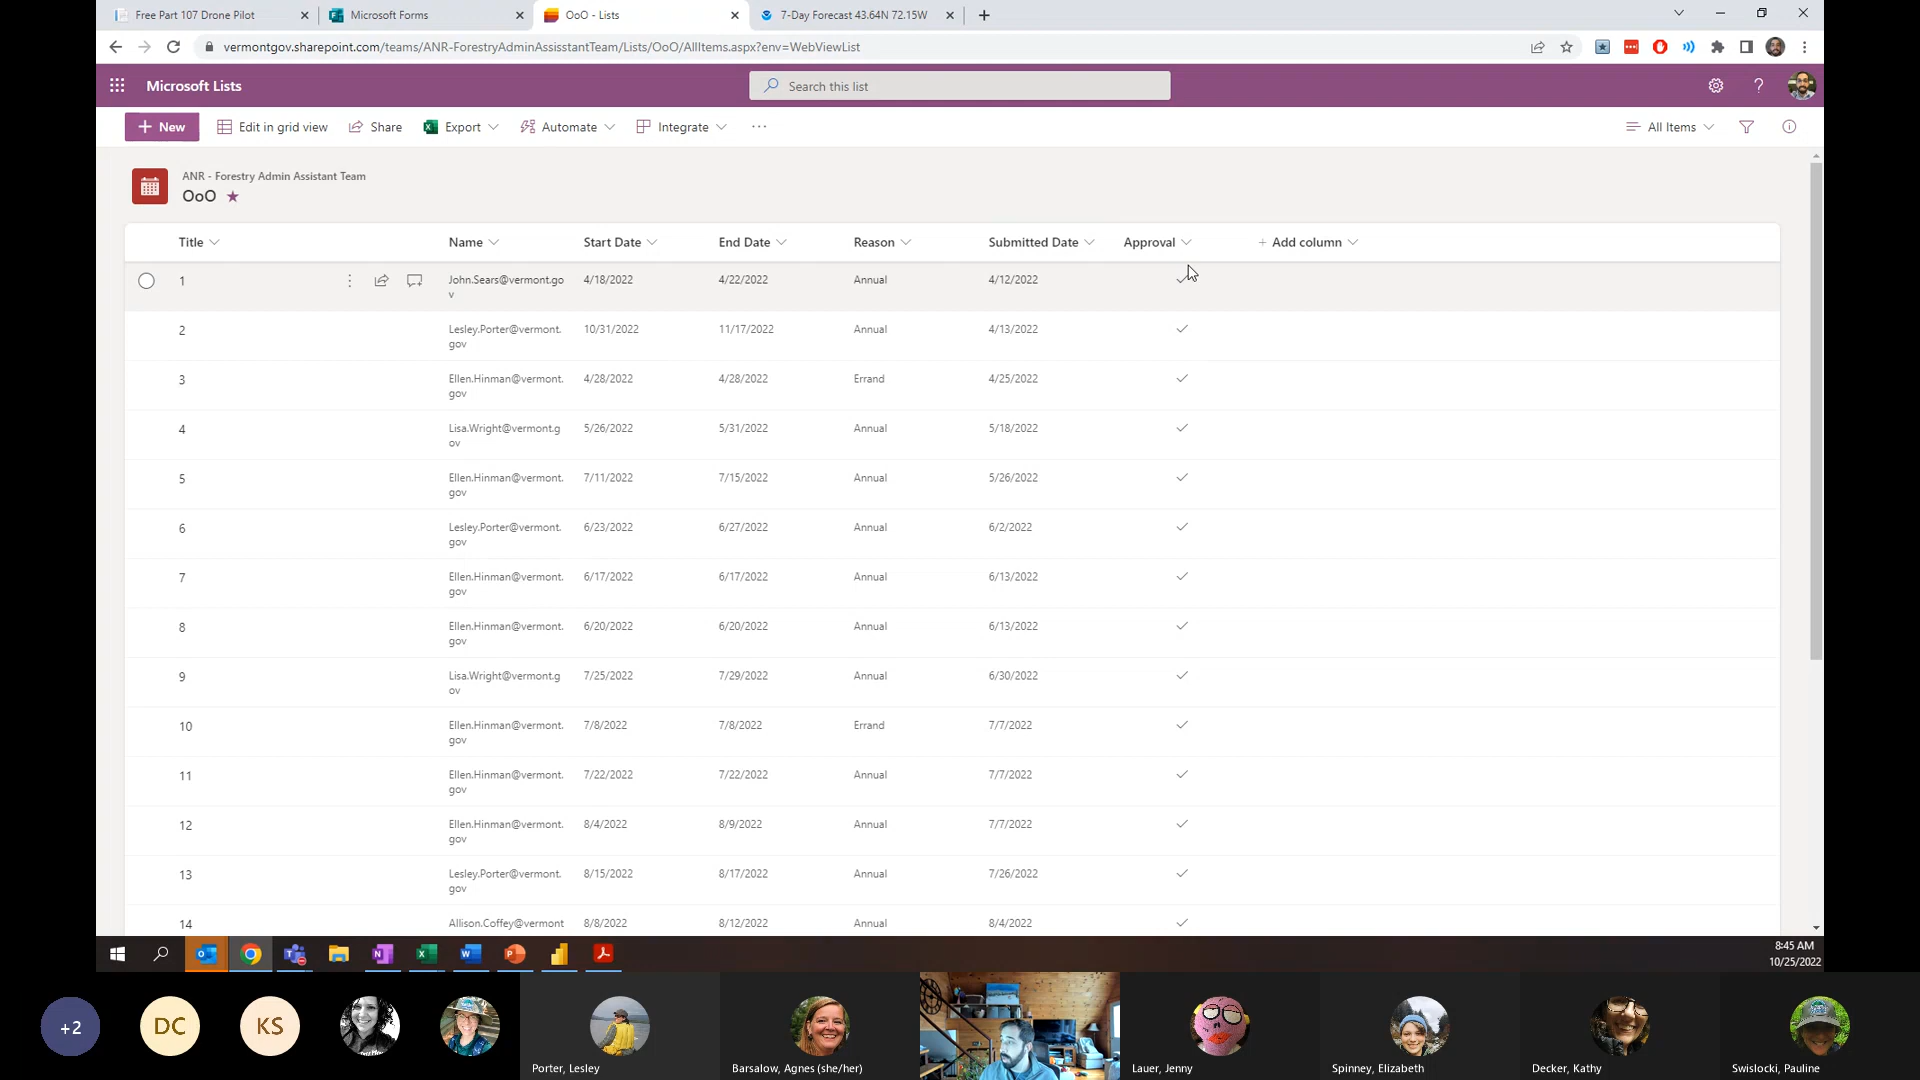 Free Part 107 Drone Pilot
Microsoft Forms
OoO - Lists
7-Day Forecast 43.64N 72.15W
vermontgov.sharepoint.com/teams/ANR-ForestryAdminAssisstantTeam/Lists/OoO/AllItems.aspx?env=WebViewList
Microsoft Lists
Search this list
+ New
Edit in grid view
Share
Export
Automate
Integrate
...
All Items
ANR - Forestry Admin Assistant Team
OoO
Title Name Start Date End Date Reason Submitted Date Approval + Add column
1 John.Sears@vermont.go 4/18/2022 4/22/2022 Annual 4/12/2022
v
2 Lesley.Porter@vermont. 10/31/2022 11/17/2022 Annual 4/13/2022
gov
3 Ellen.Hinman@vermont. 4/28/2022 4/28/2022 Errand 4/25/2022
gov
4 Lisa.Wright@vermont.g 5/26/2022 5/31/2022 Annual 5/18/2022
ov
5 Ellen.Hinman@vermont. 7/11/2022 7/15/2022 Annual 5/26/2022
gov
6 Lesley.Porter@vermont. 6/23/2022 6/27/2022 Annual 6/2/2022
gov
7 Ellen.Hinman@vermont. 6/17/2022 6/17/2022 Annual 6/13/2022
gov
8 Ellen.Hinman@vermont. 6/20/2022 6/20/2022 Annual 6/13/2022
gov
9 Lisa.Wright@vermont.g 7/25/2022 7/29/2022 Annual 6/30/2022
ov
10 Ellen.Hinman@vermont. 7/8/2022 7/8/2022 Errand 7/7/2022
gov
11 Ellen.Hinman@vermont. 7/22/2022 7/22/2022 Annual 7/7/2022
gov
12 Ellen.Hinman@vermont. 8/4/2022 8/9/2022 Annual 7/7/2022
gov
13 Lesley.Porter@vermont. 8/15/2022 8/17/2022 Annual 7/26/2022
gov
14 Allison.Coffey@vermont 8/8/2022 8/12/2022 Annual 8/4/2022
8:45 AM
10/25/2022
+2
DC
KS
Porter, Lesley
Barsalow, Agnes (she/her)
Lauer, Jenny
Spinney, Elizabeth
Decker, Kathy
Swislocki, Pauline